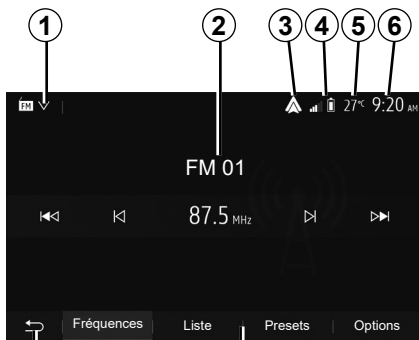 1 2 3 4 5 6
FM 27°C 9:20 AM
FM 01
87.5 MHz
Fréquences Liste Presets Options